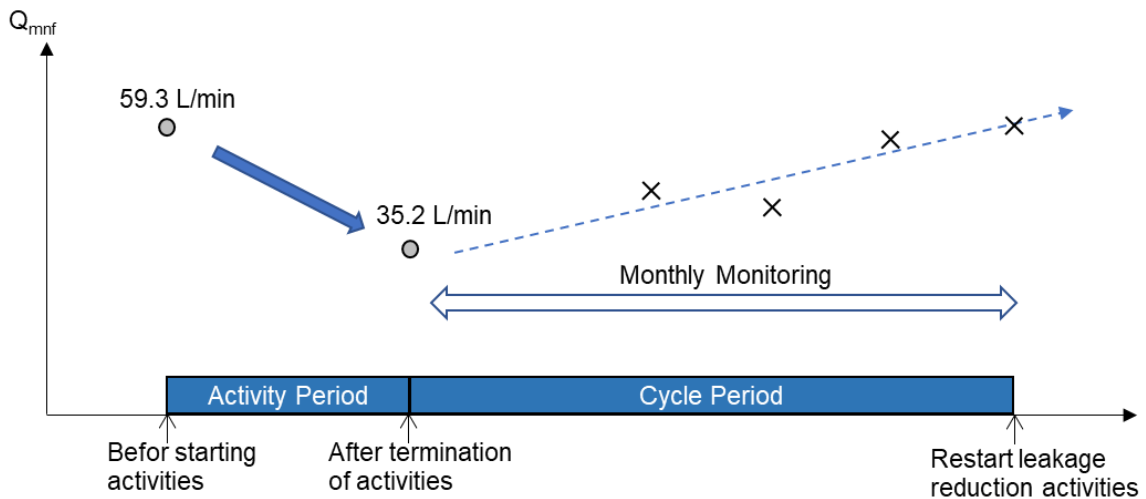 Qmnf
59.3 L/min
35.2 L/min
Monthly Monitoring
Activity Period
Cycle Period
Befor starting
activities
After termination
of activities
Restart leakage
reduction activities